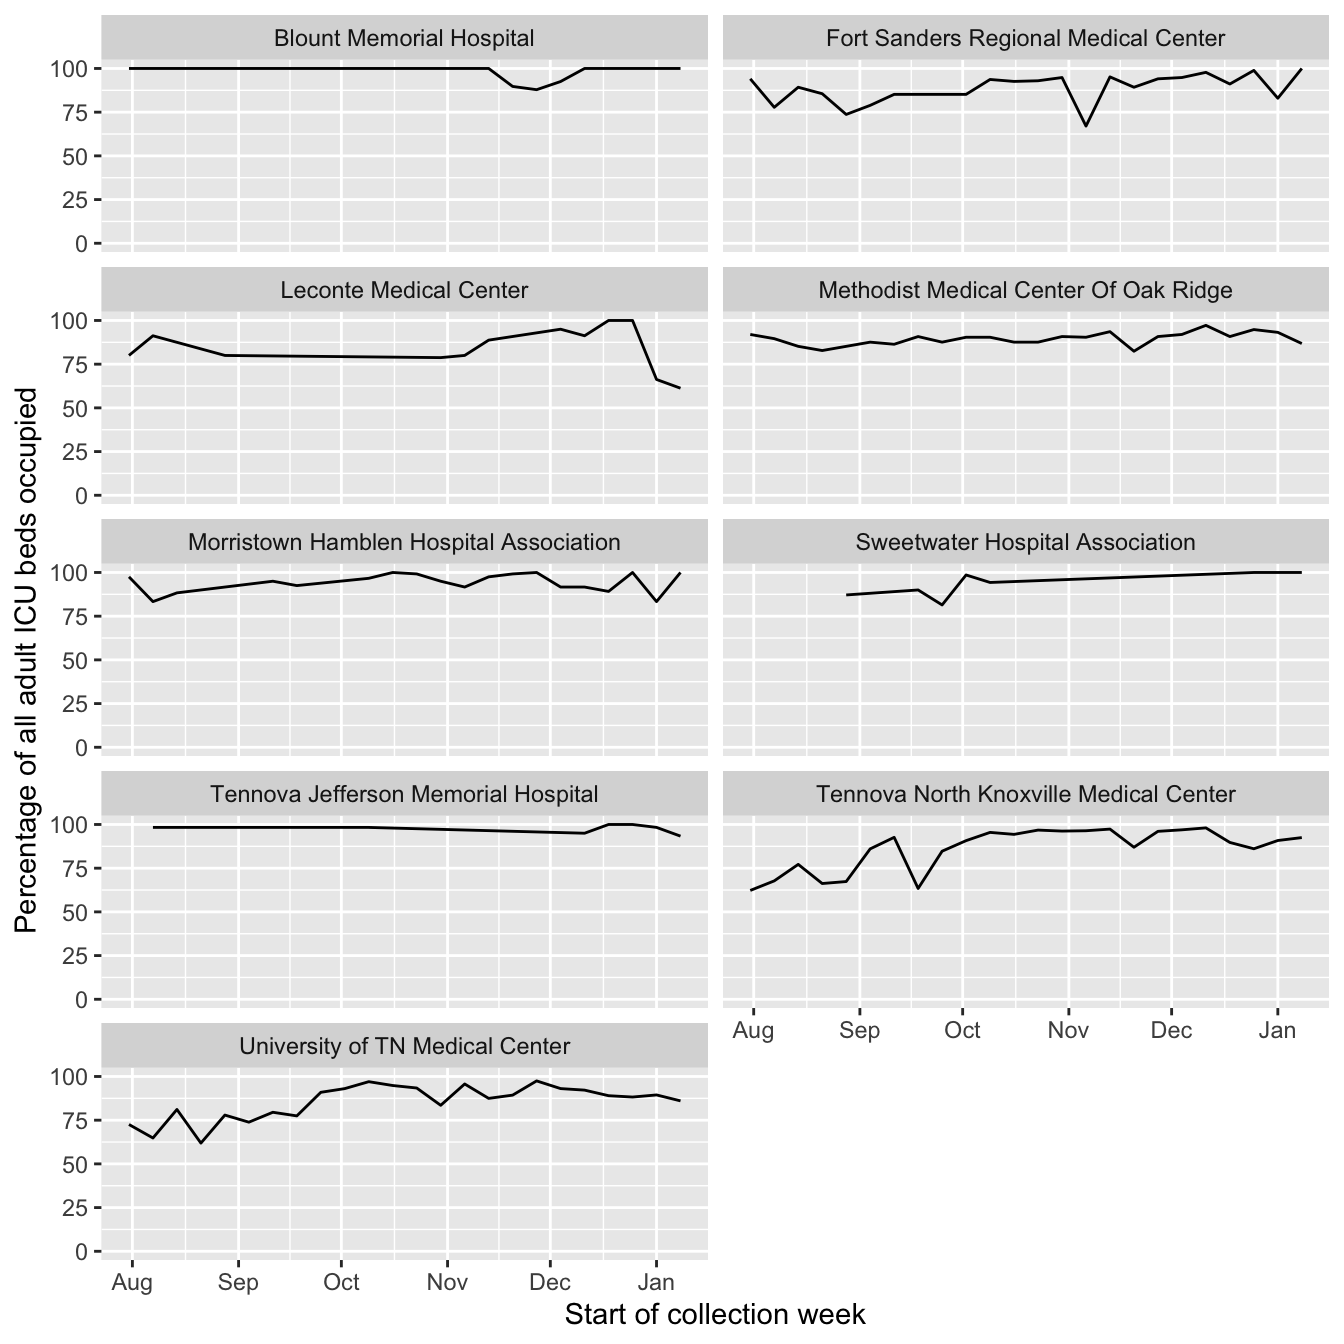 Blount Memorial Hospital
Fort Sanders Regional Medical Center
100
75
50
25
0
Leconte Medical Center
Methodist Medical Center Of Oak Ridge
100
75
50
25
0
Morristown Hamblen Hospital Association
Sweetwater Hospital Association
100
75
50
25
0
Tennova Jefferson Memorial Hospital
Tennova North Knoxville Medical Center
100
75
50
25
0
Aug Sep Oct Nov Dec Jan
University of TN Medical Center
100
75
50
25
0
Aug Sep Oct Nov Dec Jan
Start of collection week
Percentage of all adult ICU beds occupied